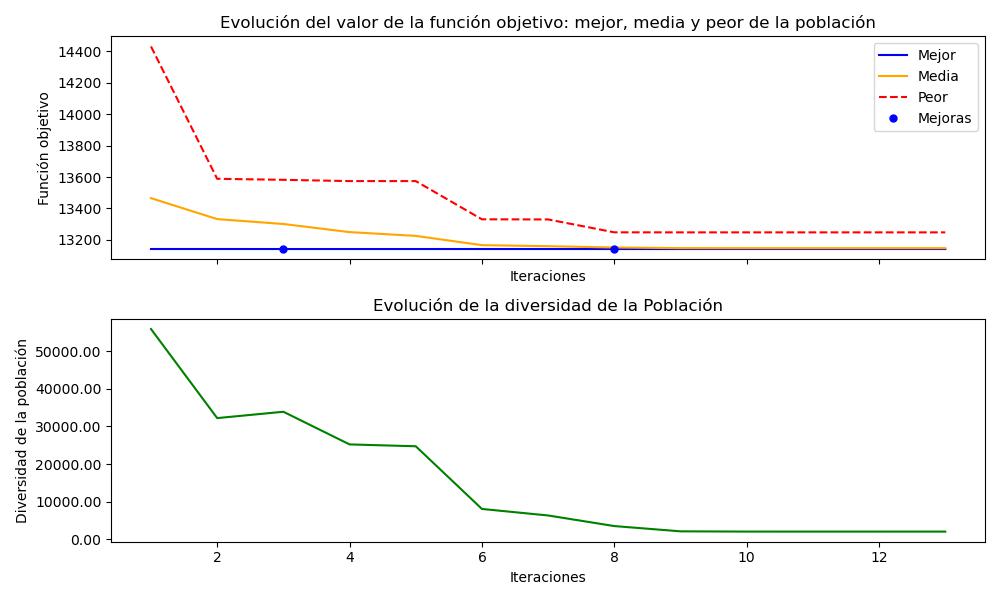 Evolución del valor de la función objetivo: mejor, media y peor de la población
Función objetivo
14400
14200
14000
13800
13600
13400
13200
Mejor
Media
Peor
Mejoras
Iteraciones
Evolución de la diversidad de la Población
Diversidad de la población
50000.00
40000.00
30000.00
20000.00
10000.00
0.00
2 4 6 8 10 12
Iteraciones